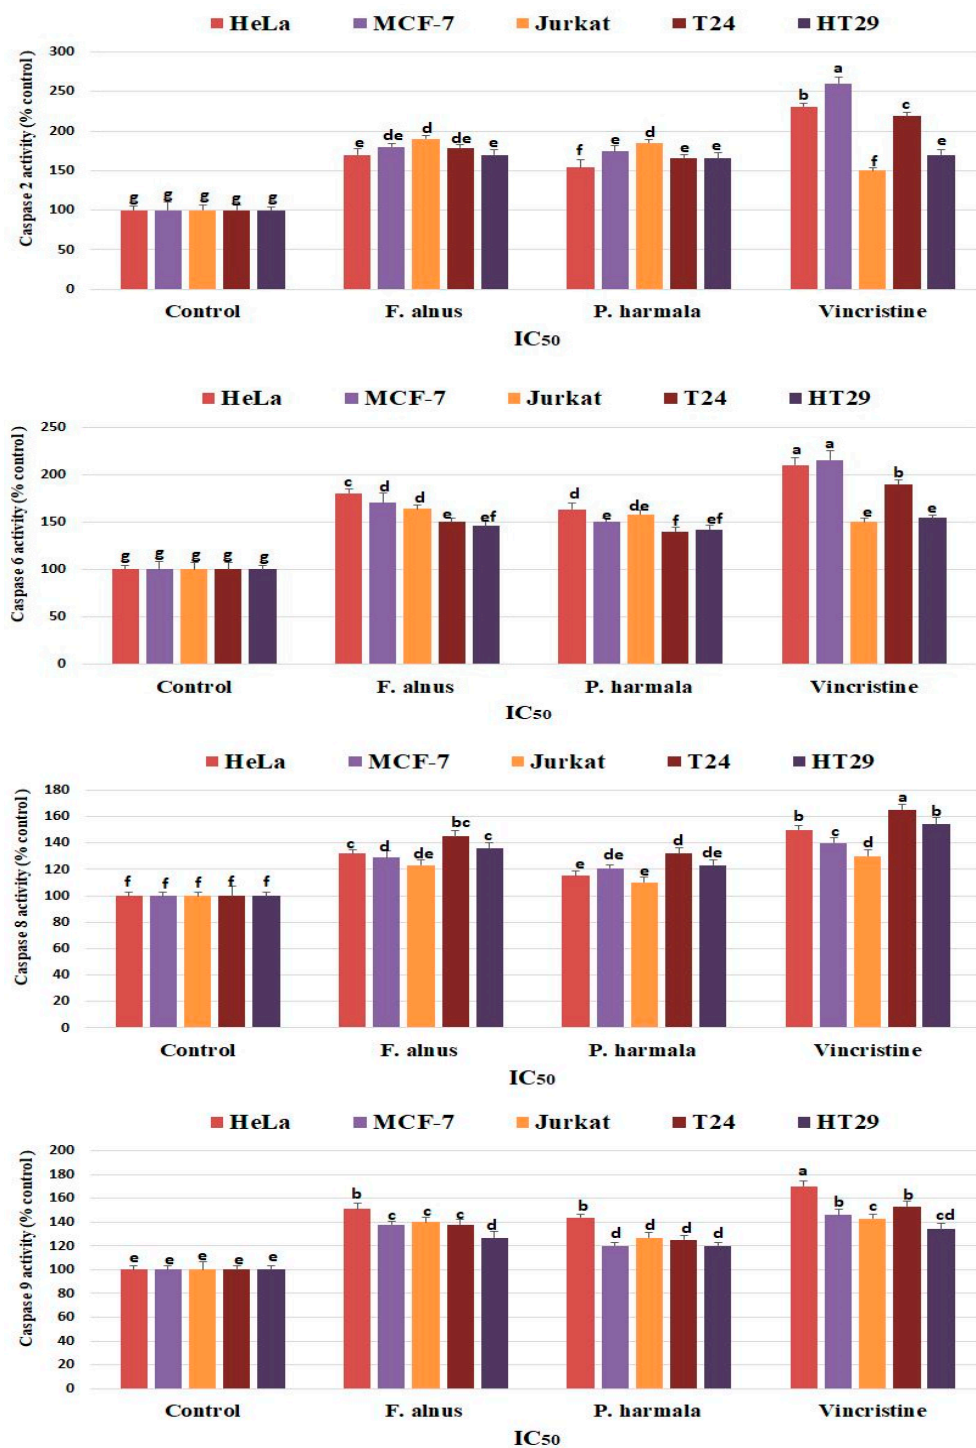 HeLa MCF-7 Jurkat T24 HT29
Caspase 2 activity (% control)
300
a
250
b c
200
d
de de e
e
d
e e e
f
e
f
150
g g g g g
100
50
0
Control F. alnus P. harmala Vincristine
IC50
HeLa MCF-7 Jurkat T24 HT29
Caspase 6 activity (% control)
250
a a
b
200
c d d
e ef
d
e de
f ef
e e
150
g g g g g
100
50
0
Control F. alnus P. harmala Vincristine
IC50
HeLa MCF-7 Jurkat T24 HT29
Caspase 8 activity (% control)
180
a
160
b c d b
bc
c d de c
140
e de e d de
120
f f f f f
100
80
60
40
20
0
Control F. alnus P. harmala Vincristine
IC50
HeLa MCF-7 Jurkat T24 HT29
Caspase 9 activity (% control)
200
180
a
160
b c b cd
b c c c d
140
b d d d d
120
e e e e e
100
80
60
40
20
0
Control F. alnus P. harmala Vincristine
IC50